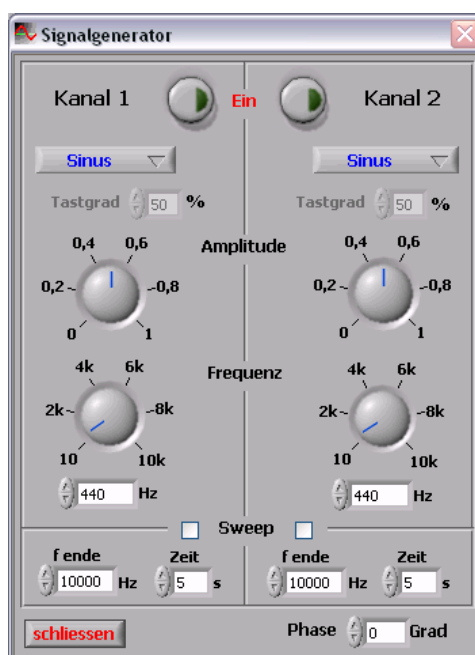 Signalgenerator
Kanal 1 Ein Kanal 2
Sinus Sinus
Tastgrad 50 % Tastgrad 50 %
0,4 0,6 Amplitude 0,4 0,6
0,2 0,8 0,2 0,8
0 1 0 1
4k 6k Frequenz 4k 6k
2k 8k 2k 8k
10 10k 10 10k
440 Hz 440 Hz
Sweep
f ende Zeit f ende Zeit
10000 Hz 5 s 10000 Hz 5 s
schliessen Phase 0 Grad